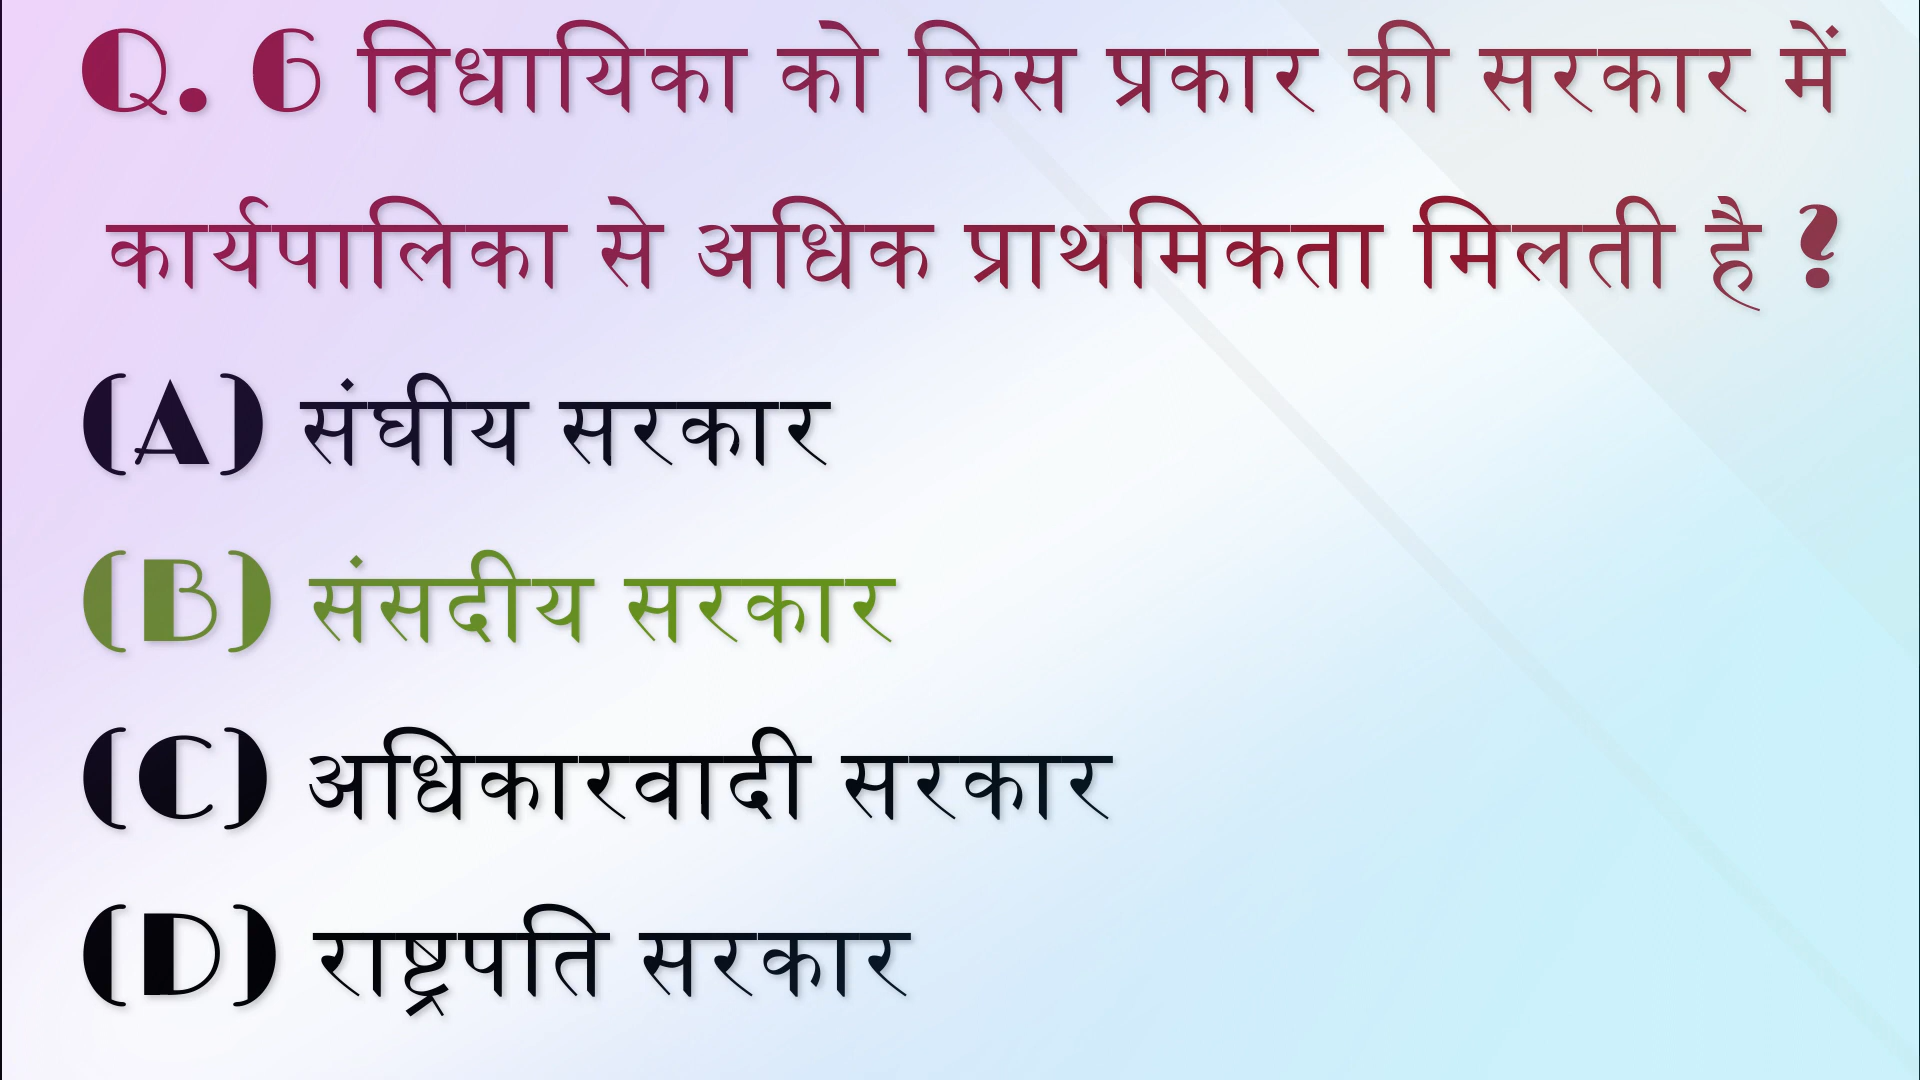 Q. 6 विधायिका को किस प्रकार की सरकार में
कार्यपालिका से अधिक प्राथमिकता मिलती है ?
(A) संघीय सरकार
(B) संसदीय सरकार
(C) अधिकारवादी सरकार
(D) राष्ट्रपति सरकार